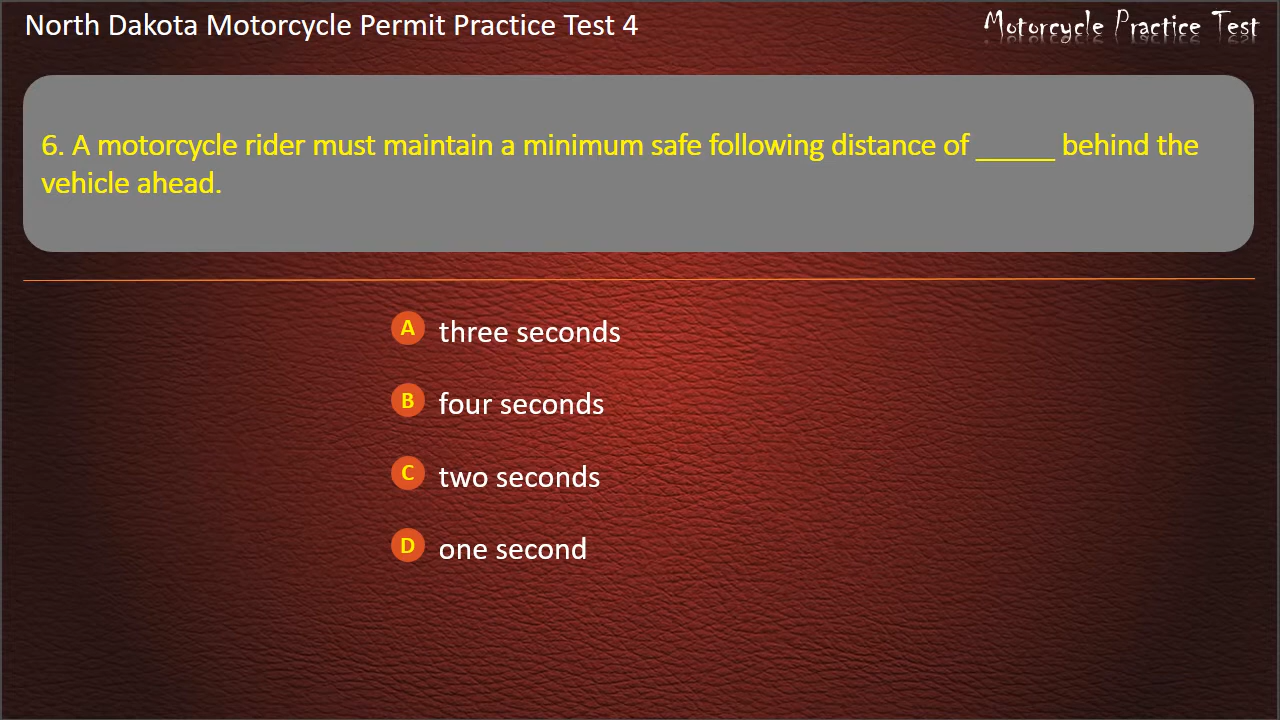 North Dakota Motorcycle Permit Practice Test 4
Motorcycle Practice Test
6. A motorcycle rider must maintain a minimum safe following distance of _____ behind the
vehicle ahead.
A three seconds
B four seconds
C two seconds
D one second